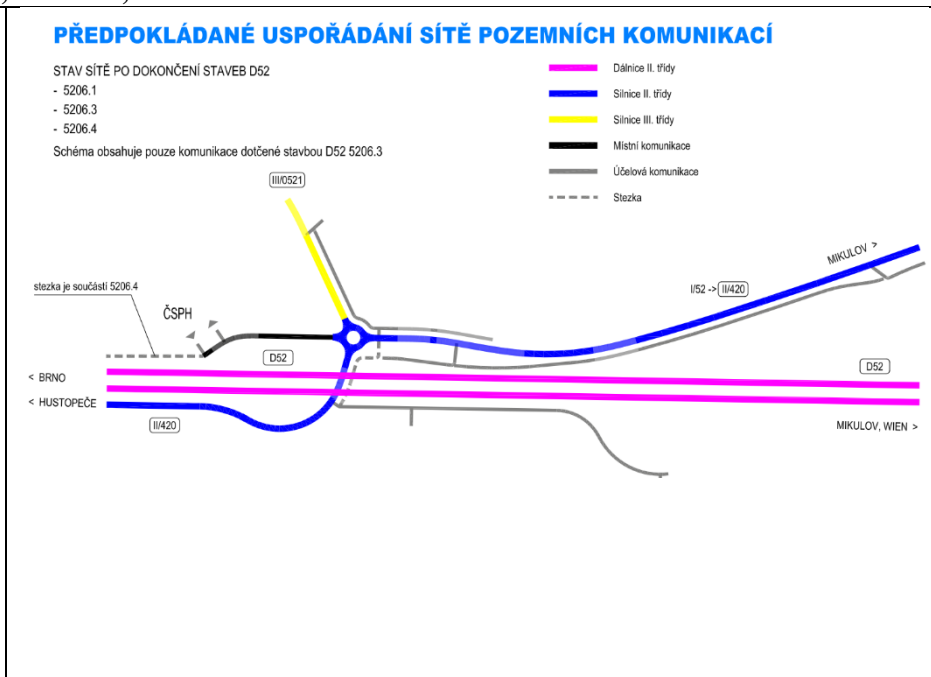 PŘEDPOKLÁDANÉ USPOŘÁDÁNÍ SÍTĚ POZEMNÍCH KOMUNIKACÍ
STAV SÍTĚ PO DOKONČENÍ STAVEB D52
- 5206.1
- 5206.3
- 5206.4
Schéma obsahuje pouze komunikace dotčené stavbou D52 5206.3
Dálnice II. třídy
Silnice II. třídy
Silnice III. třídy
Místní komunikace
Účelová komunikace
Stezka
III/0521
MIKULOV >
I/52 -> II/420
stezka je součástí 5206.4
ČSPH
D52
D52
< BRNO
< HUSTOPEČE
II/420
MIKULOV, WIEN >